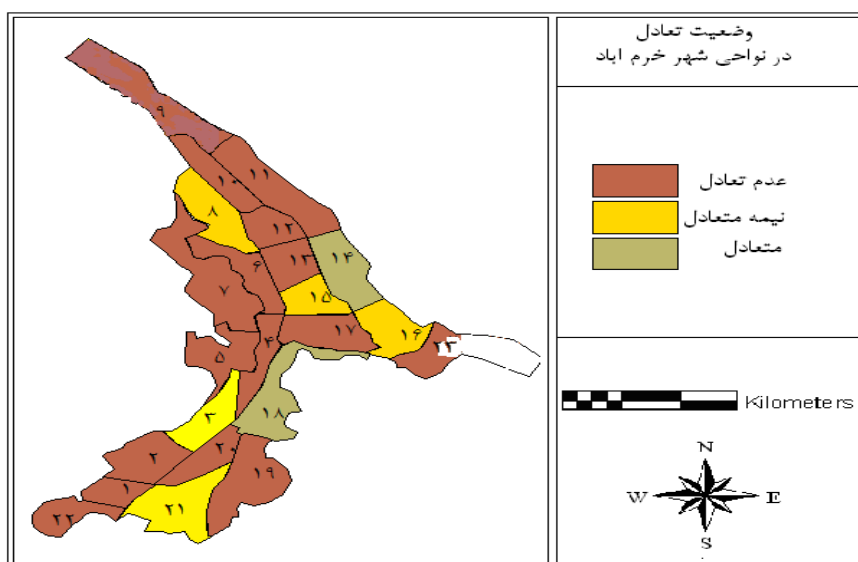 وضعیت تعادل
در نواحی شهر خرم اباد
عدم تعادل
نیمه متعادل
متعادل
Kilometers
N
W
E
S
۹
۱۰
۱۱
۸
۱۲
۶
۱۳
۱۴
۷
۱۵
۴
۱۷
۱۶
۲۳
۵
۳
۱۸
۲
۲۰
۱۹
۱
۲۱
۲۲